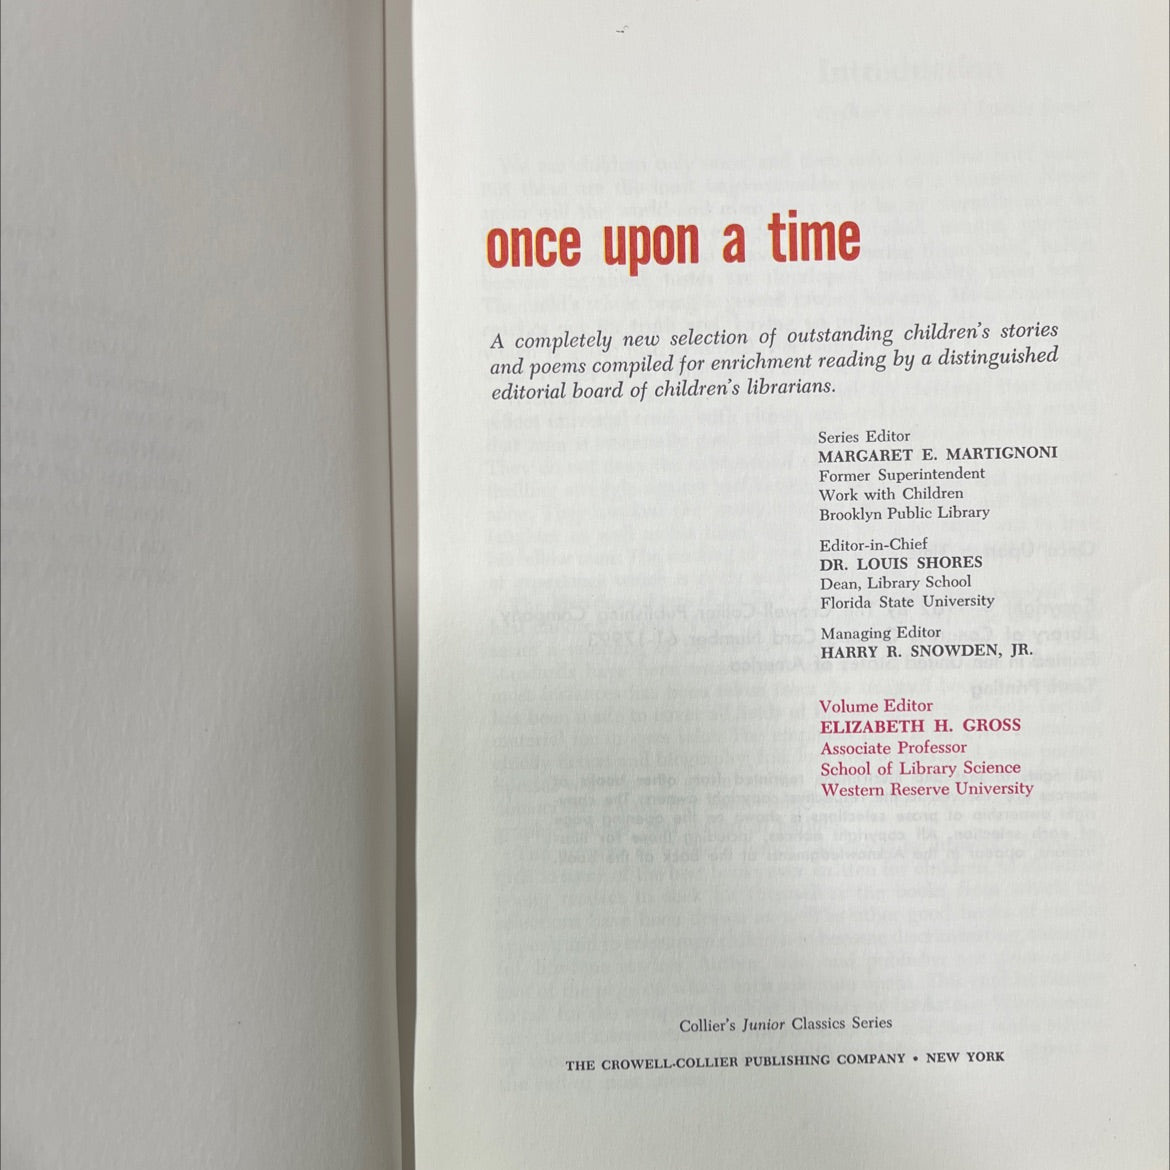 once upon a time
A completely new selection of outstanding children's stories
and poems compiled for enrichment reading by a distinguished
editorial board of children's librarians.
Series Editor
MARGARET E. MARTIGNONI
Former Superintendent
Work with Children
Brooklyn Public Library
Editor-in-Chief
DR. LOUIS SHORES
Dean, Library School
Florida State University
Managing Editor
HARRY R. SNOWDEN, JR.
Volume Editor
ELIZABETH H. GROSS
Associate Professor
School of Library Science
Western Reserve University
Collier's Junior Classics Series
THE CROWELL-COLLIER PUBLISHING COMPANY • NEW YORK